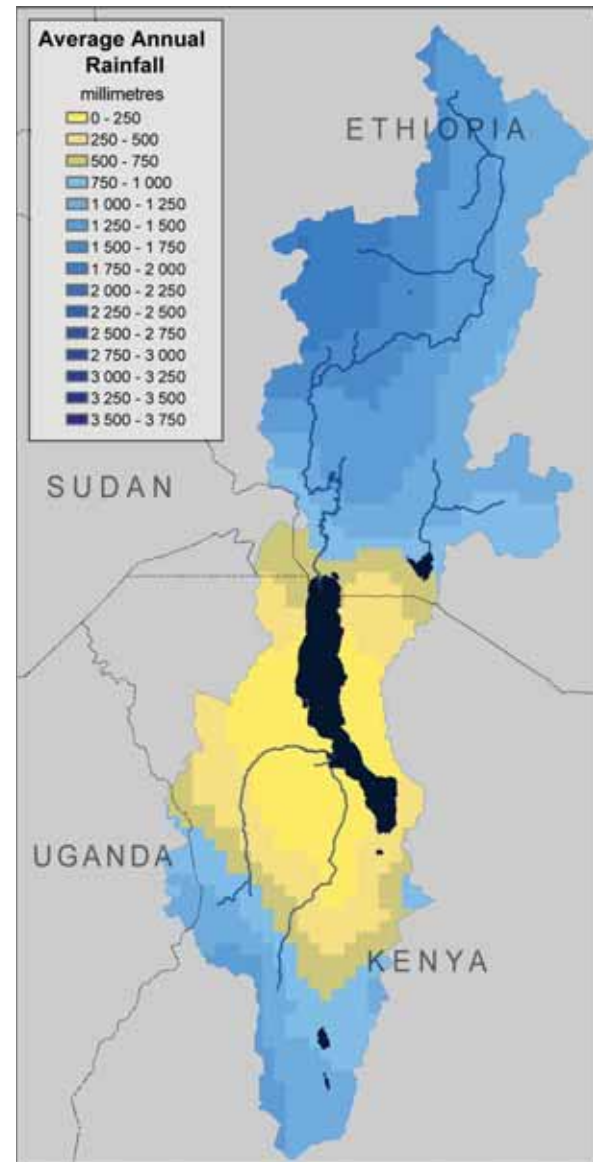 Average Annual
Rainfall
millimetres
0 - 250
250 - 500
500 - 750
750 - 1 000
1 000 - 1 250
1 250 - 1 500
1 500 - 1 750
1 750 - 2 000
2 000 - 2 250
2 250 - 2 500
2 500 - 2 750
2 750 - 3 000
3 000 - 3 250
3 250 - 3 500
3 500 - 3 750
ETHIOPIA
SUDAN
UGANDA
KENYA